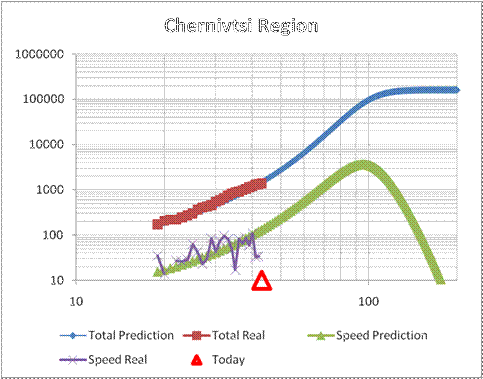 Chernivtsi Region
1000000
100000
10000
1000
100
10
10
100
Total Prediction
Total Real
Speed Prediction
Speed Real
Today